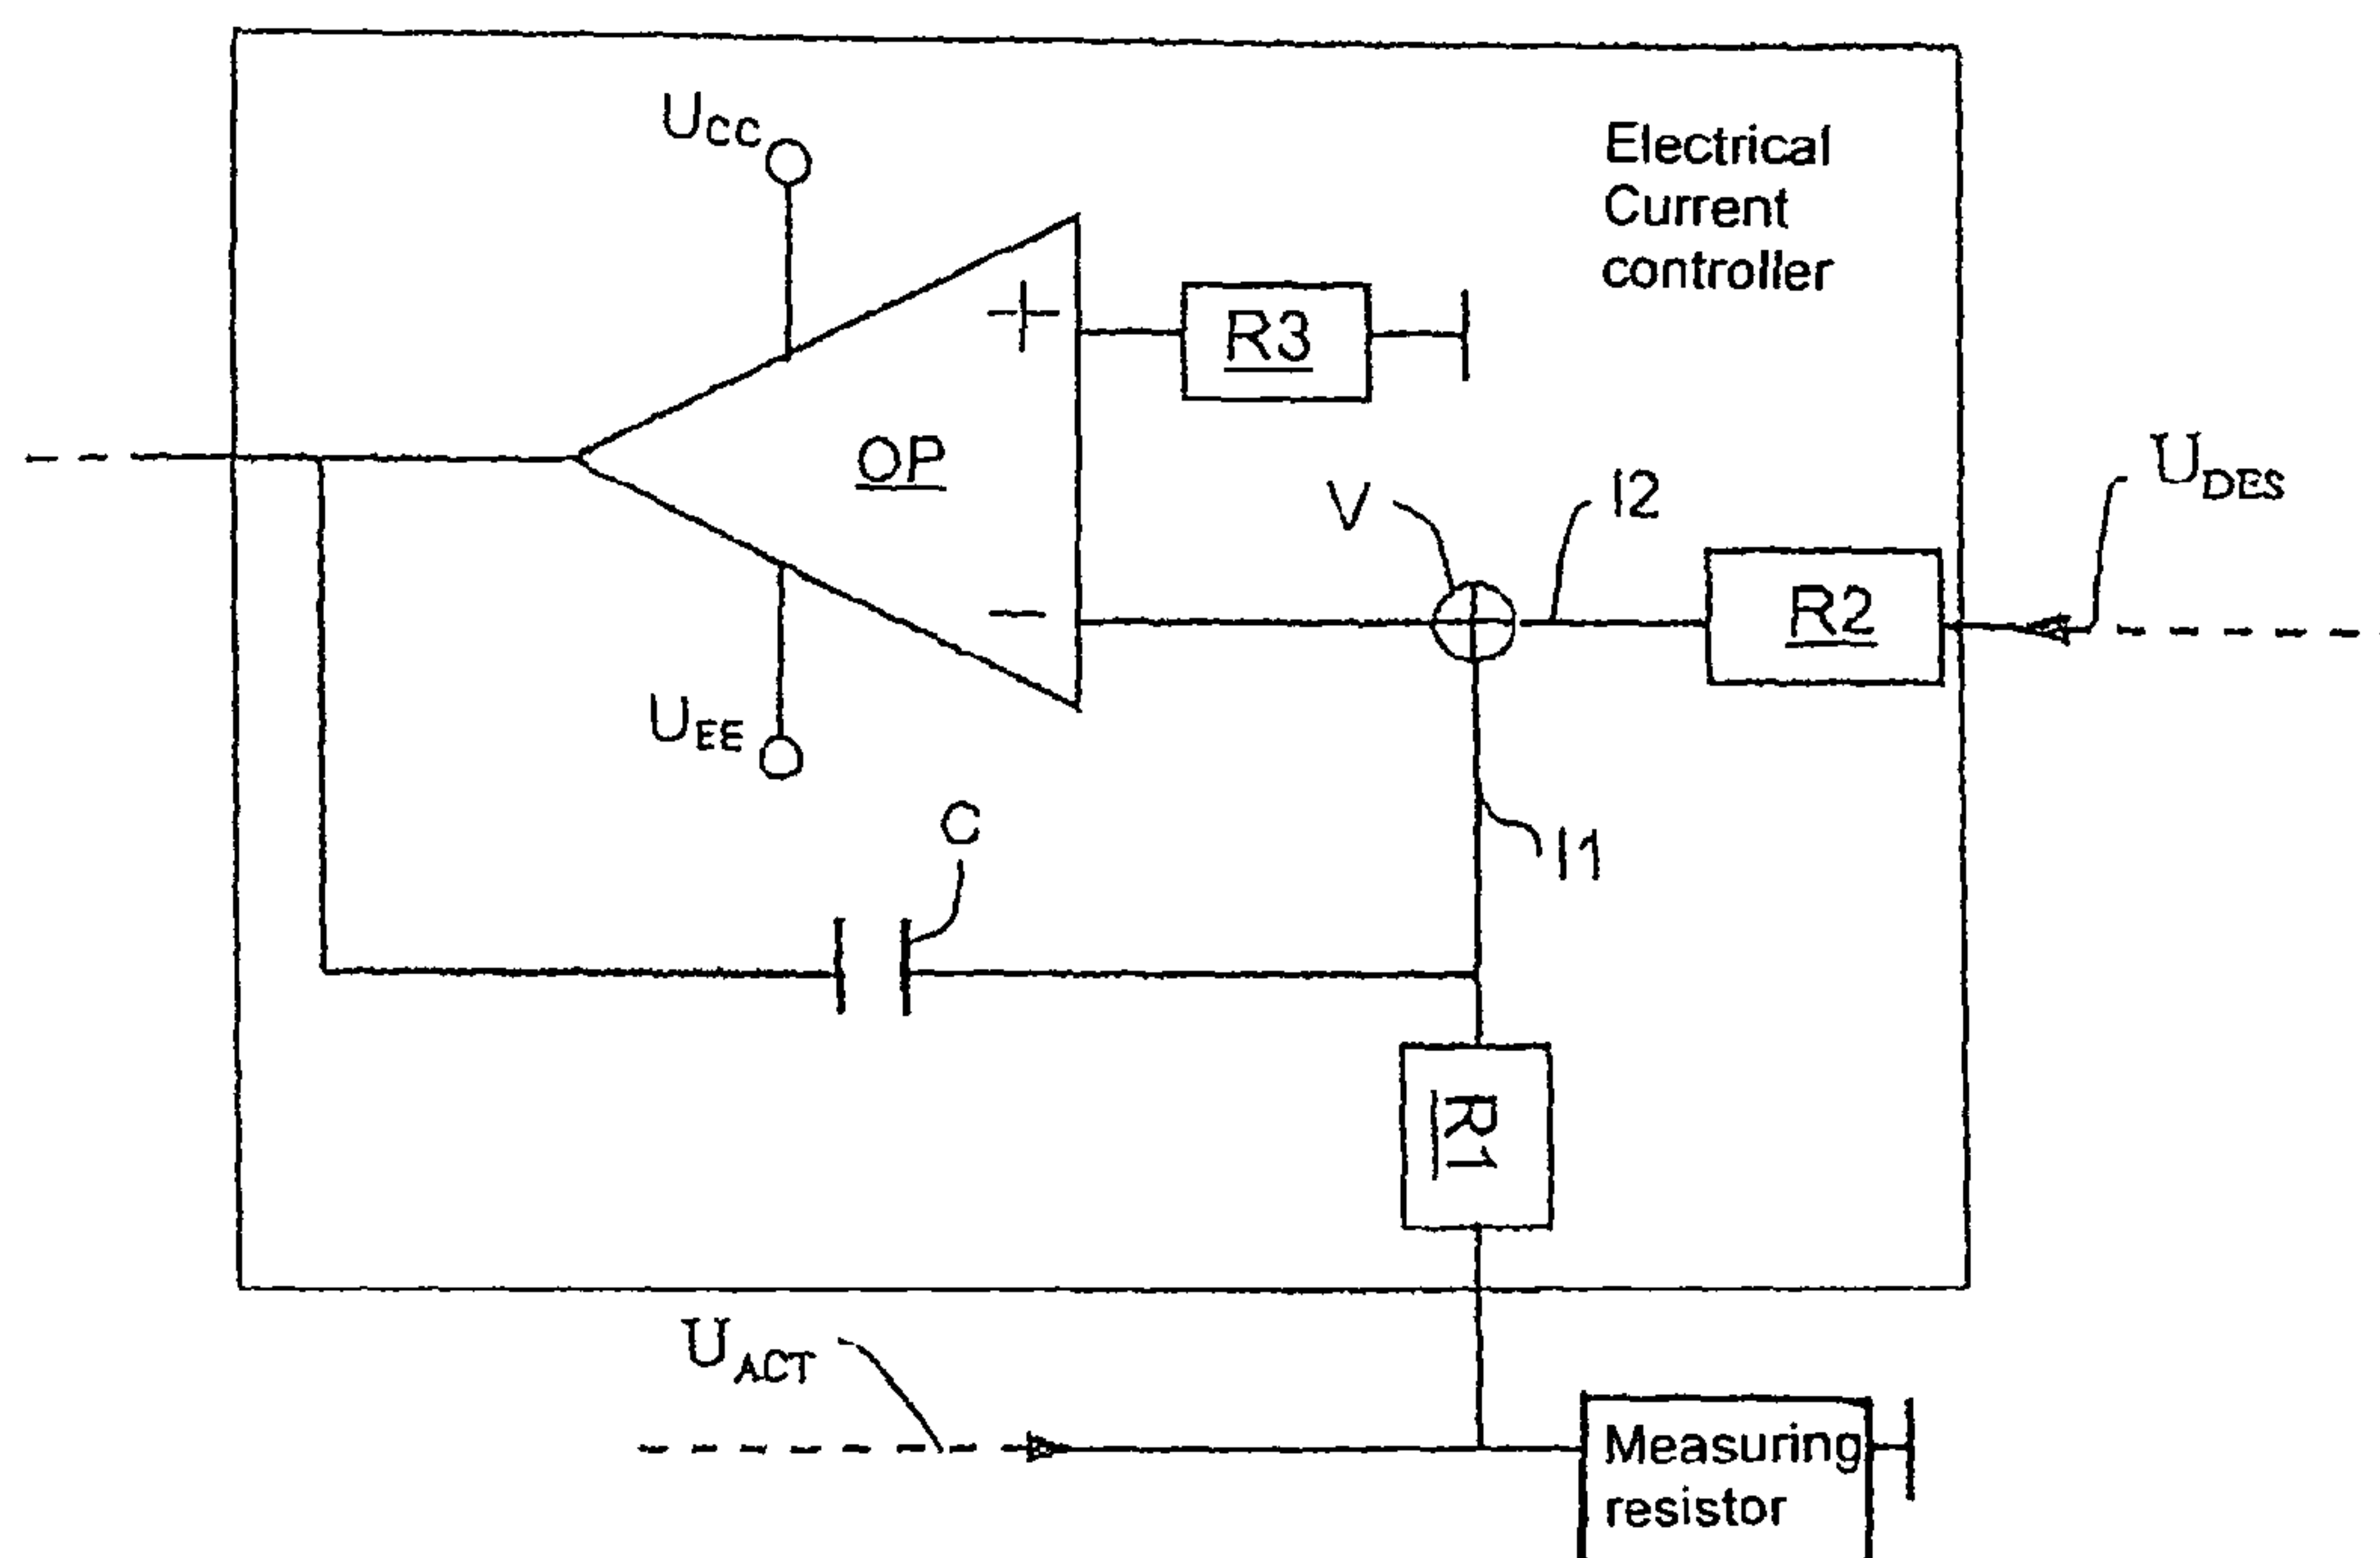 UCC
Electrical
Current
controller
R3
OP
UDES
V
I2
R2
UEE
C
I1
R1
UACT
Measuring
resistor